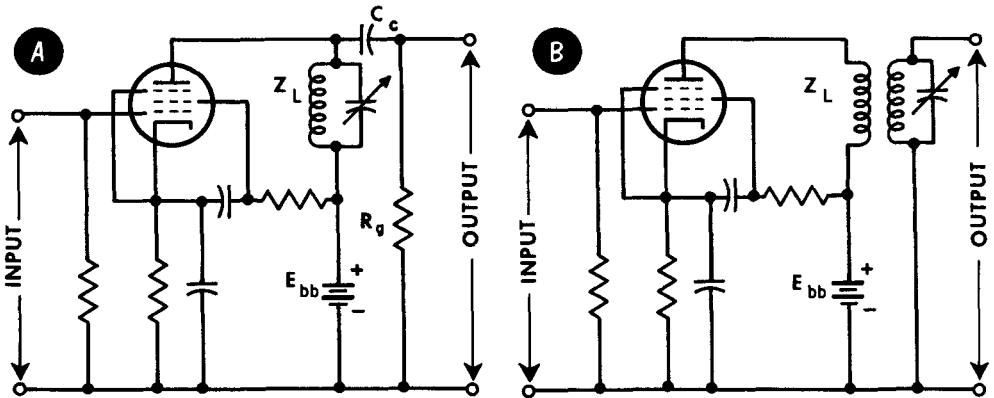 A
C c
Z L
INPUT
R g
E bb
+
−
OUTPUT
B
Z L
INPUT
E bb
+
−
OUTPUT